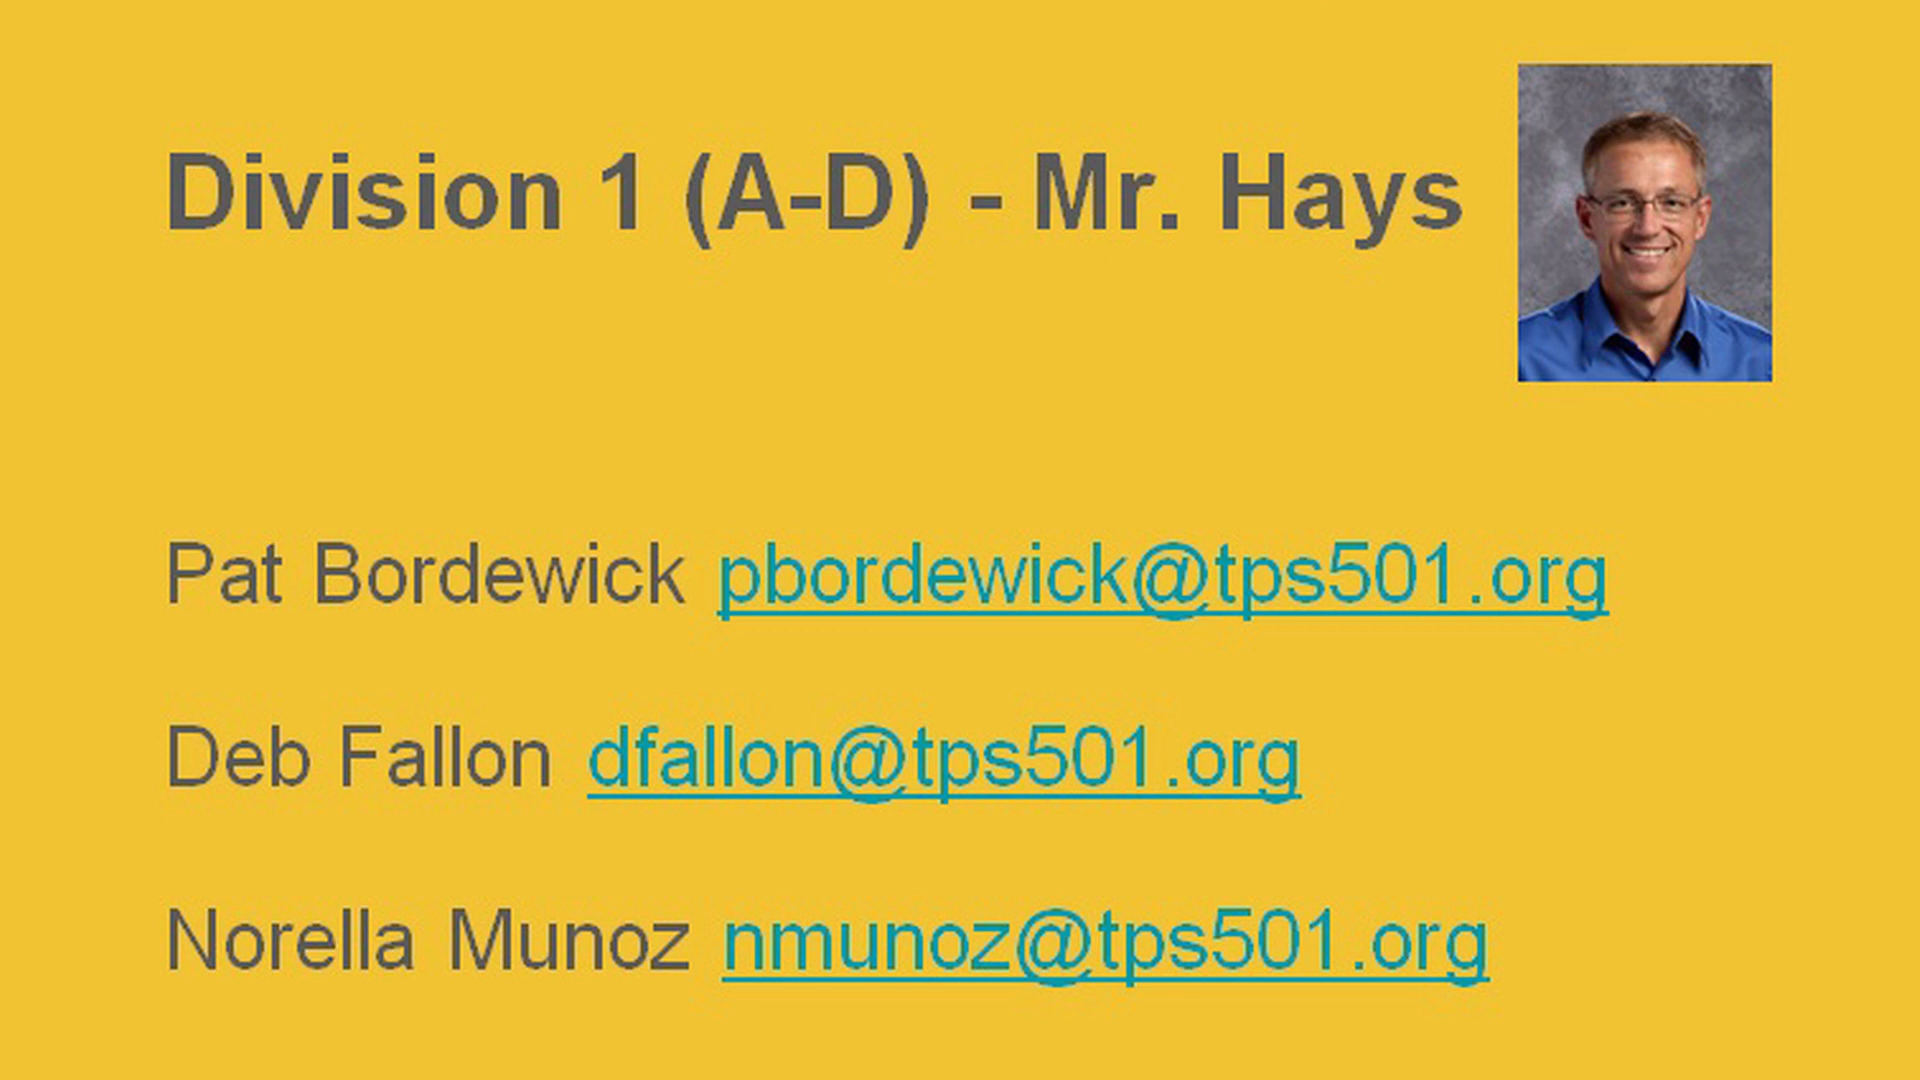 Division 1 (A-D) - Mr. Hays
Pat Bordewick pbordewick@tps501.org
Deb Fallon dfallon@tps501.org
Norella Munoz nmunoz@tps501.org